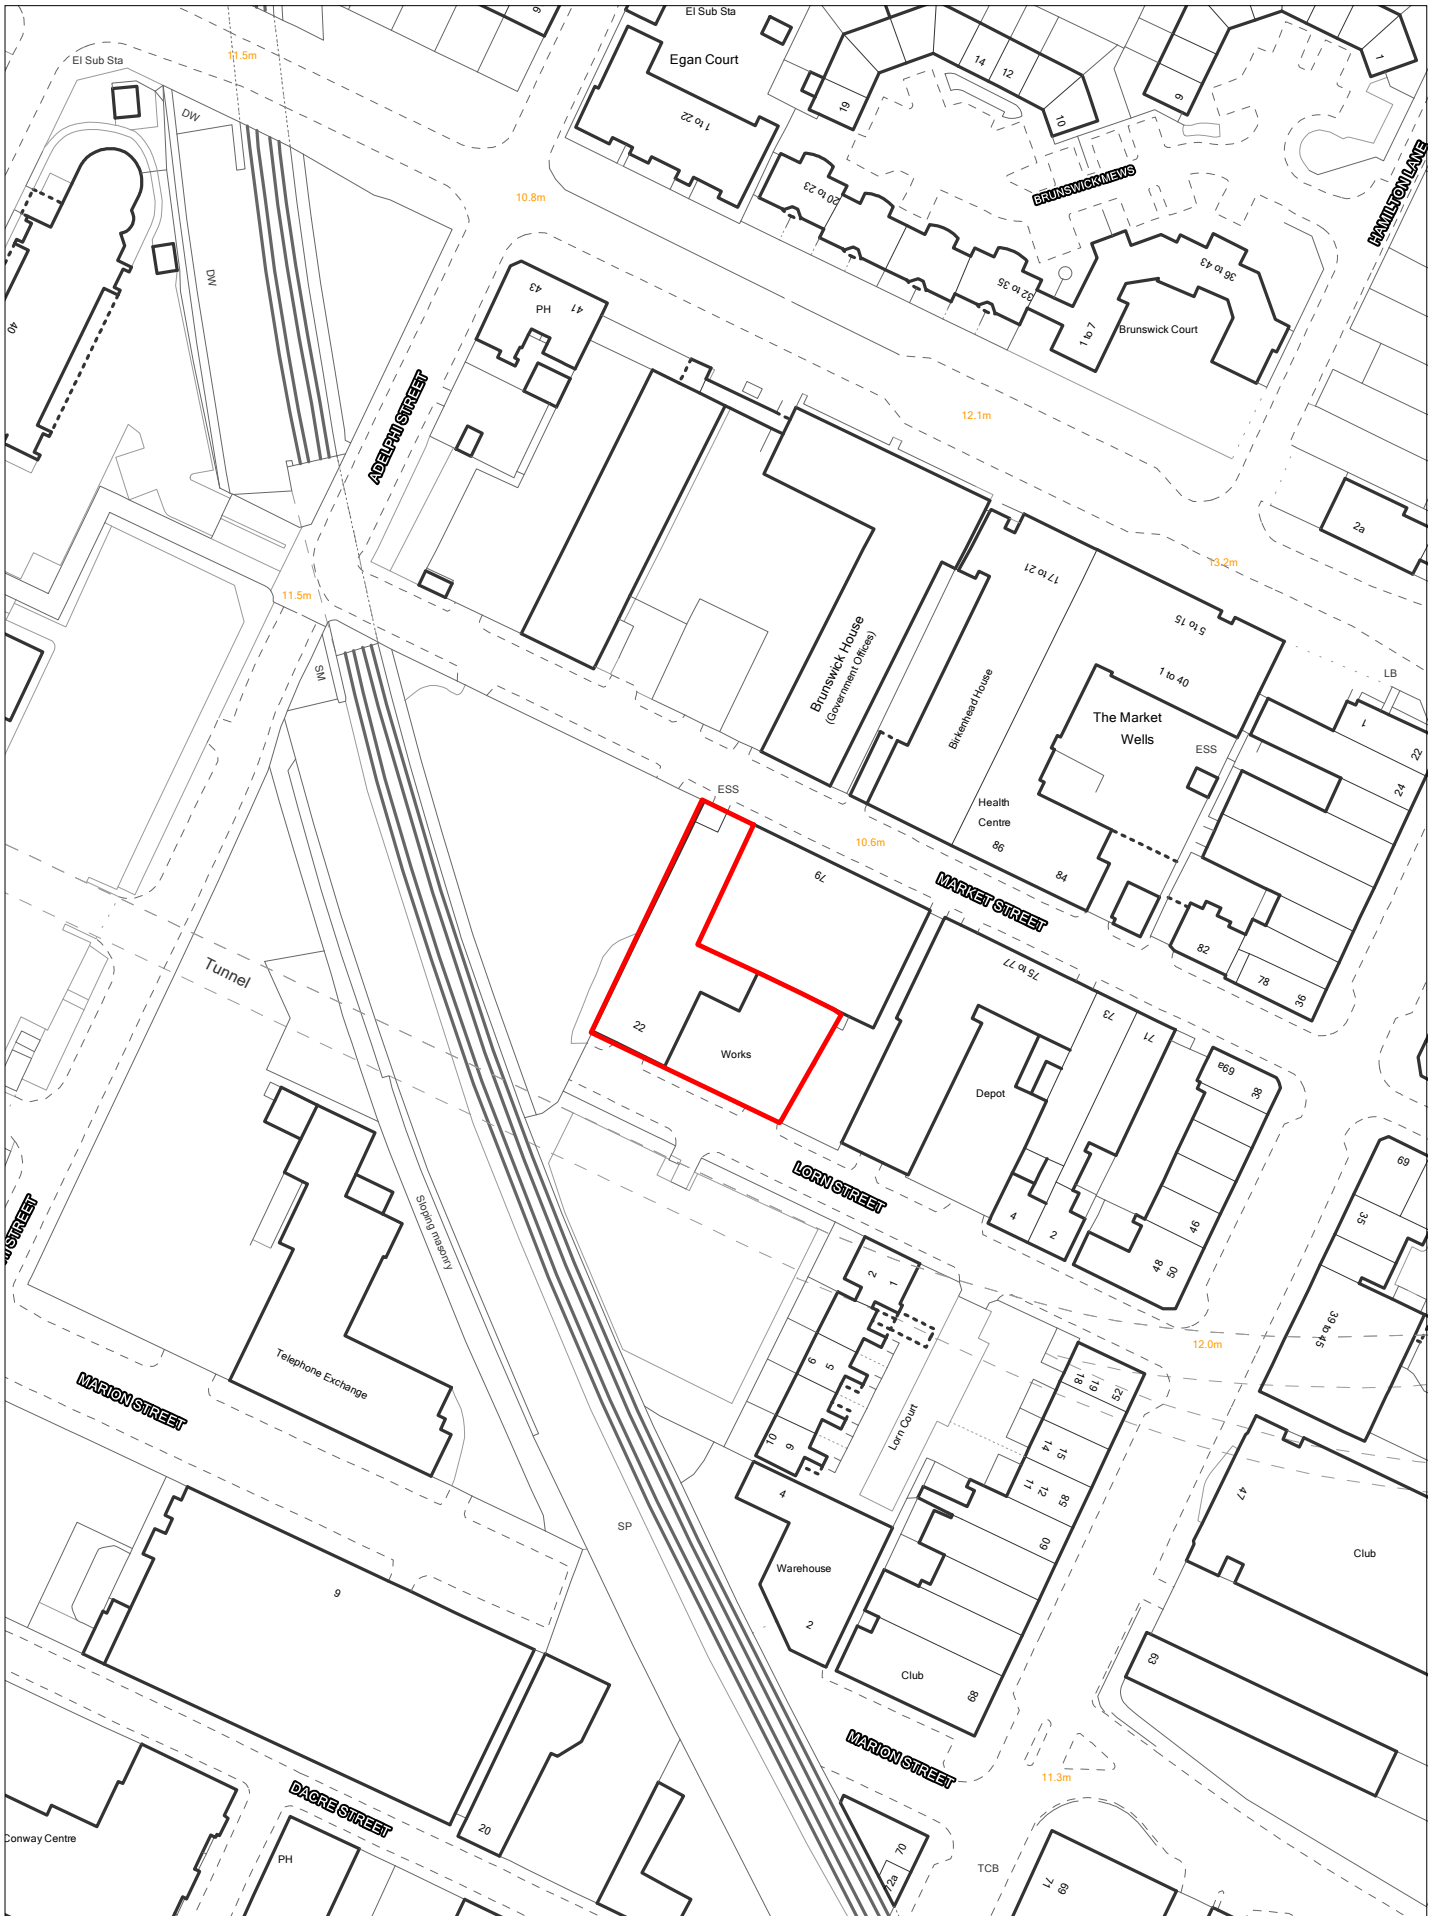 9
El Sub Sta
1
El Sub Sta
11.5m
Egan Court
14
12
19
10
9
DW
1 to 22
HAMILTON LANE
BRUNSWICK MEWS
20 to 23
10.8m
DW
36 to 43
32 to 35
43
41
PH
40
1 to 7
Brunswick Court
ADELPHI STREET
12.1m
2a
13.2m
17 to 21
11.5m
5 to 15
SM
Brunswick House
(Government Offices)
Birkenhead House
1 to 40
LB
The Market
Wells
1
22
ESS
24
ESS
Health
Centre
10.6m
86
84
79
MARKET STREET
82
78
36
Tunnel
75 to 77
73
71
22
Works
Depot
69a
38
LORN STREET
69
35
Sloping masonry
4
2
46
48
50
2
1
39 to 45
12.0m
6
5
Telephone Exchange
MARION STREET
18
19
52
Lorn Court
10
9
14
15
11
12
58
4
47
60
SP
Club
Warehouse
9
2
63
Club
68
MARION STREET
11.3m
DACRE STREET
20
Conway Centre
PH
70
72a
TCB
71
69